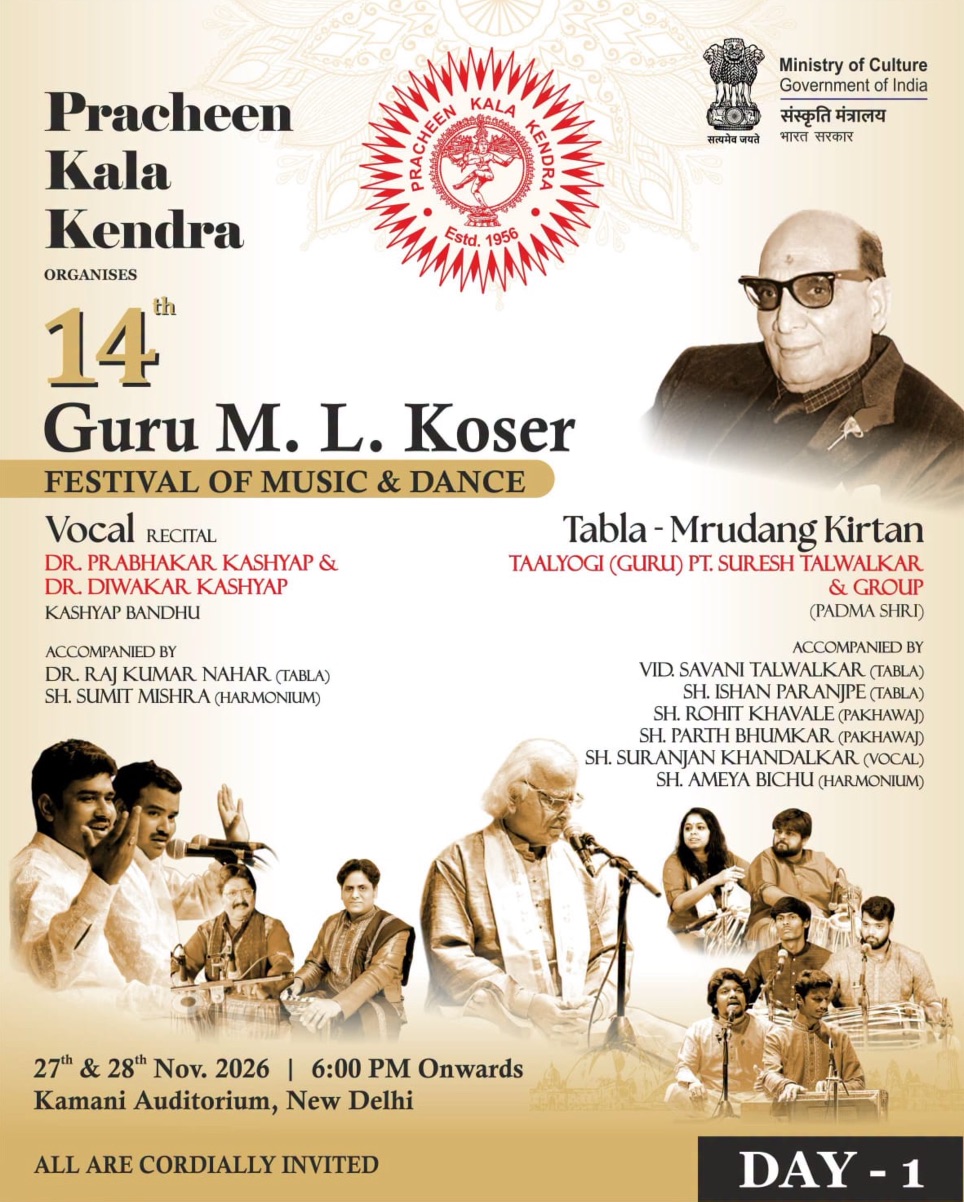 Pracheen
Kala
Kendra
ORGANISES
PRACHEEN KALA KENDRA
Estd. 1956
सत्यमेव जयते
Ministry of Culture
Government of India
संस्कृति मंत्रालय
भारत सरकार
14th
Guru M. L. Koser
FESTIVAL OF MUSIC & DANCE
Vocal RECITAL
DR. PRABHAKAR KASHYAP &
DR. DIWAKAR KASHYAP
KASHYAP BANDHU
ACCOMPANIED BY
DR. RAJ KUMAR NAHAR (TABLA)
SH. SUMIT MISHRA (HARMONIUM)
Tabla - Mrudang Kirtan
TAALYOGI (GURU) PT. SURESH TALWALKAR
& GROUP
(PADMA SHRI)
ACCOMPANIED BY
VID. SAVANI TALWALKAR (TABLA)
SH. ISHAN PARANJPE (TABLA)
SH. ROHIT KHAVALE (PAKHAWAJ)
SH. PARTH BHUMKAR (PAKHAWAJ)
SH. SURANJAN KHANDALKAR (VOCAL)
SH. AMEYA BICHU (HARMONIUM)
27th & 28th Nov. 2026 | 6:00 PM Onwards
Kamani Auditorium, New Delhi
ALL ARE CORDIALLY INVITED
DAY - 1